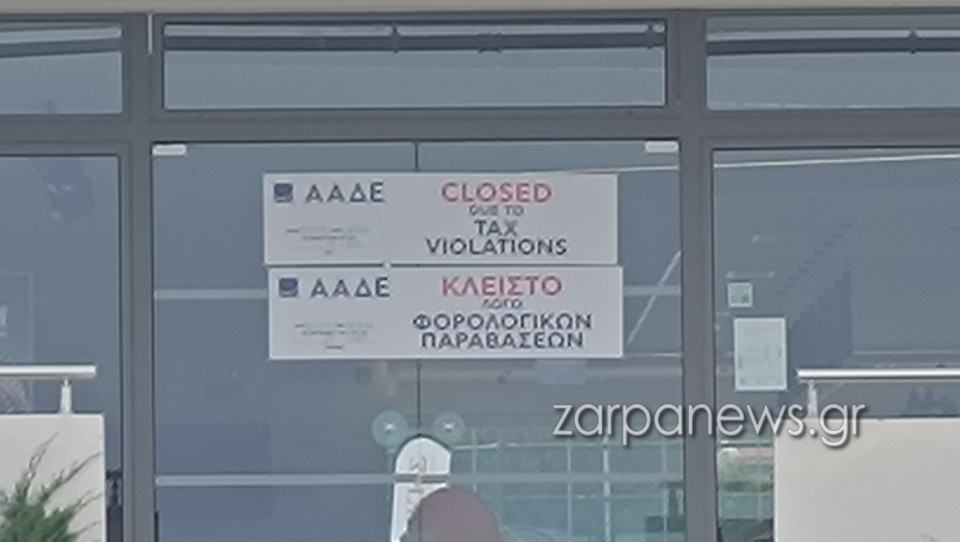 ΑΑΔΕ
CLOSED
DUE TO
TAX
VIOLATIONS
ΑΑΔΕ
ΚΛΕΙΣΤΟ
ΛΟΓΩ
ΦΟΡΟΛΟΓΙΚΩΝ
ΠΑΡΑΒΑΣΕΩΝ
zarpanews.gr